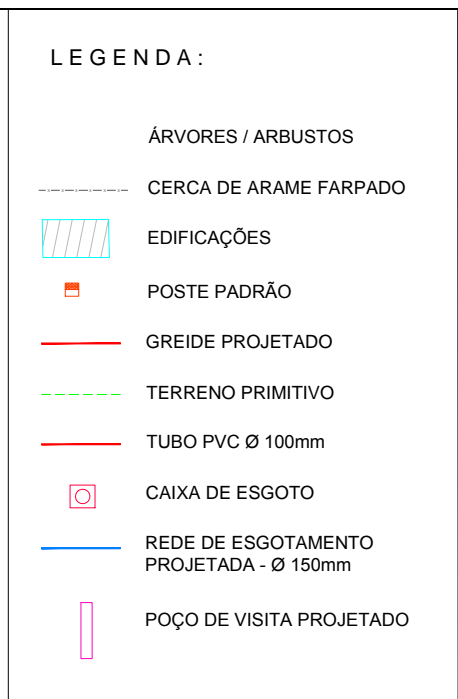 LEGENDA:
ÁRVORES / ARBUSTOS
CERCA DE ARAME FARPADO
EDIFICAÇÕES
POSTE PADRÃO
GREIDE PROJETADO
TERRENO PRIMITIVO
TUBO PVC Ø 100mm
CAIXA DE ESGOTO
REDE DE ESGOTAMENTO
PROJETADA - Ø 150mm
POÇO DE VISITA PROJETADO